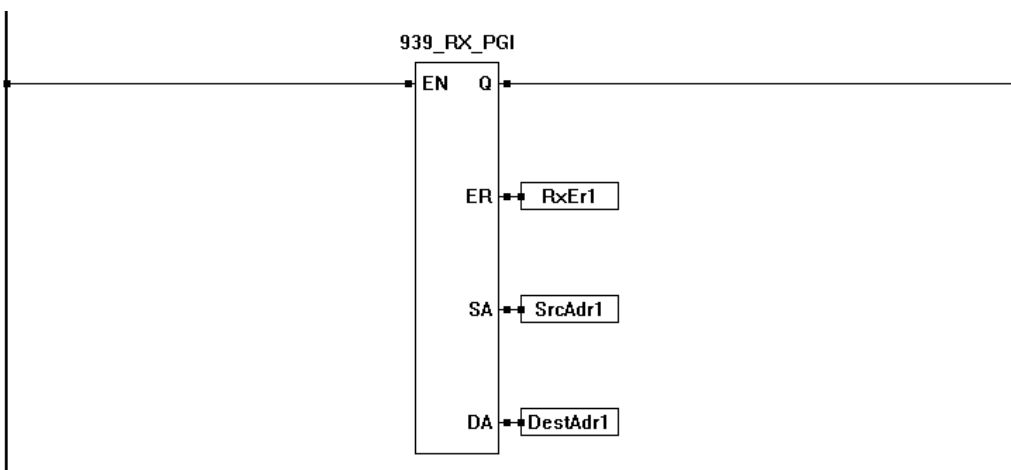 939_RX_PGI
EN Q
ER RxEr1
SA SrcAdr1
DA DestAdr1